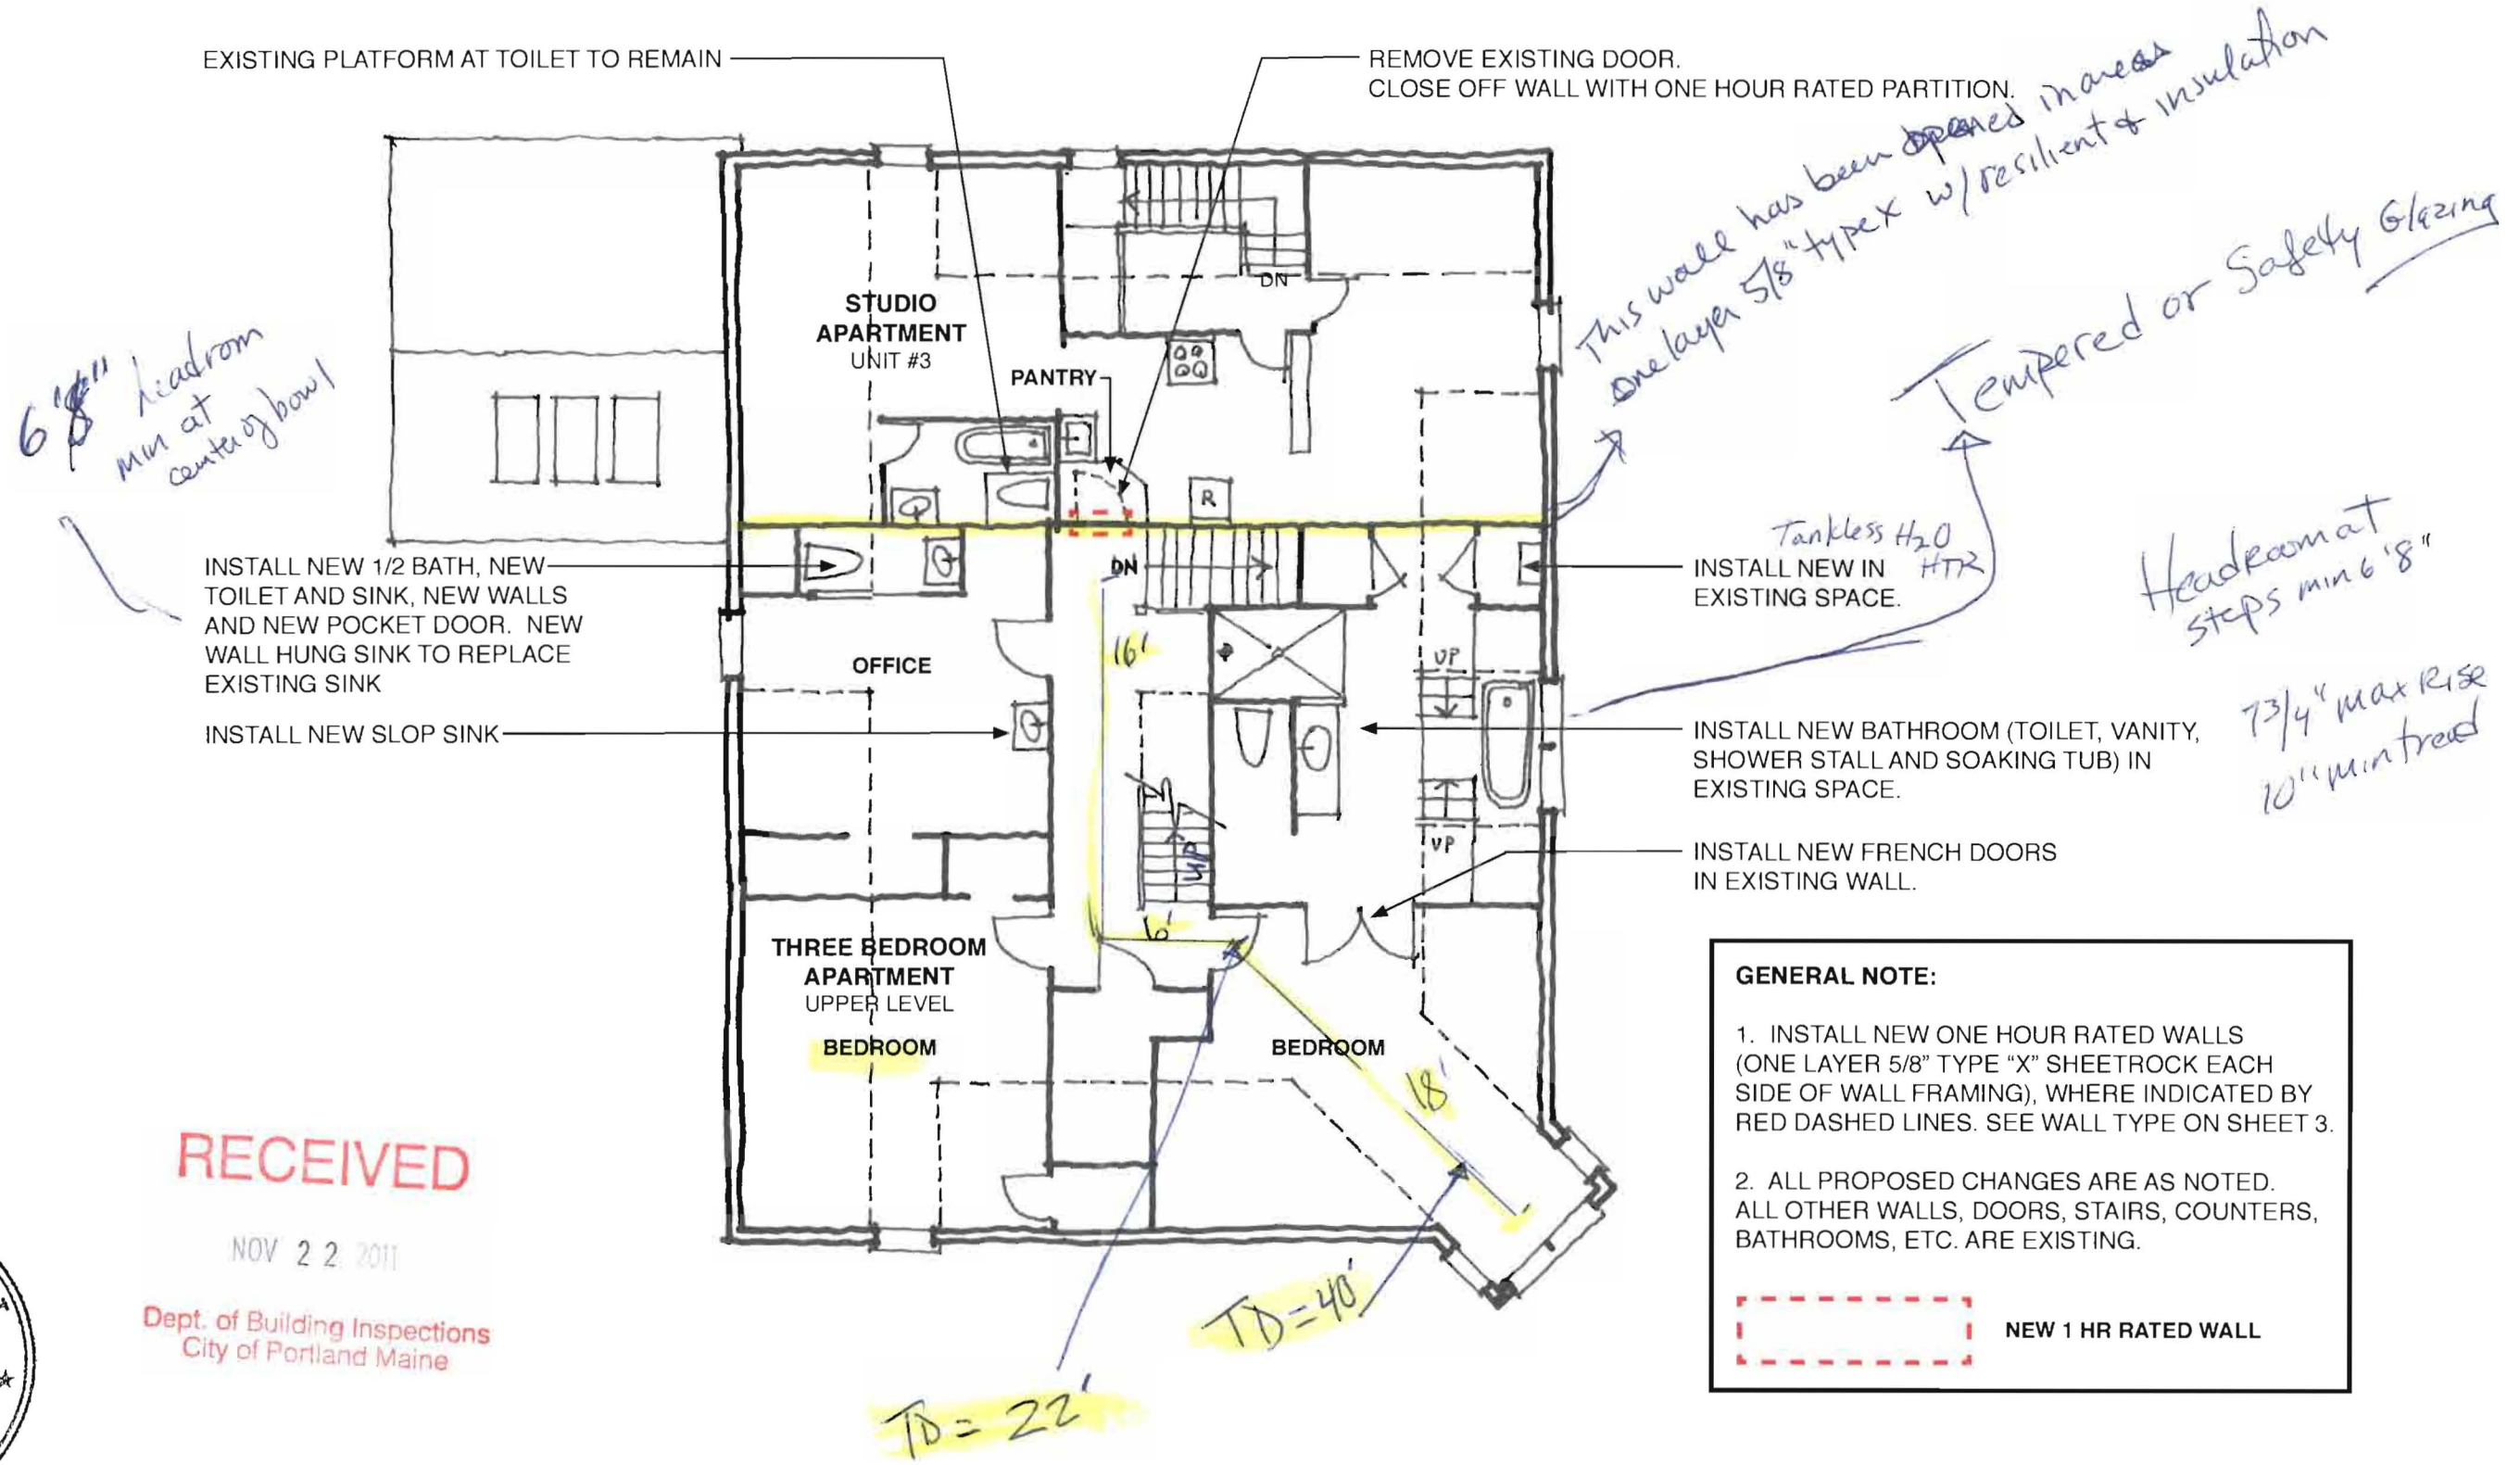 EXISTING PLATFORM AT TOILET TO REMAIN
REMOVE EXISTING DOOR.
CLOSE OFF WALL WITH ONE HOUR RATED PARTITION.
This wall has been opened in areas
one layer 5/8" type X w/ resilient & insulation
Tempered or Safety Glazing
6'8" headrom
min at
center of bowl
DN
STUDIO
APARTMENT
UNIT #3
PANTRY
R
INSTALL NEW 1/2 BATH, NEW
TOILET AND SINK, NEW WALLS
AND NEW POCKET DOOR. NEW
WALL HUNG SINK TO REPLACE
EXISTING SINK
DN
Tankless H2O
HTR
INSTALL NEW IN
EXISTING SPACE.
Headroom at
steps min 6'8"
7 3/4" max Rise
10" min tread
OFFICE
16'
UP
INSTALL NEW SLOP SINK
INSTALL NEW BATHROOM (TOILET, VANITY,
SHOWER STALL AND SOAKING TUB) IN
EXISTING SPACE.
UP
UP
INSTALL NEW FRENCH DOORS
IN EXISTING WALL.
6'
THREE BEDROOM
APARTMENT
UPPER LEVEL
BEDROOM
BEDROOM
18'
TD=40'
TD=22'
GENERAL NOTE:
1. INSTALL NEW ONE HOUR RATED WALLS
(ONE LAYER 5/8" TYPE "X" SHEETROCK EACH
SIDE OF WALL FRAMING), WHERE INDICATED BY
RED DASHED LINES. SEE WALL TYPE ON SHEET 3.
2. ALL PROPOSED CHANGES ARE AS NOTED.
ALL OTHER WALLS, DOORS, STAIRS, COUNTERS,
BATHROOMS, ETC. ARE EXISTING.
NEW 1 HR RATED WALL
RECEIVED
NOV 22 2011
Dept. of Building Inspections
City of Portland Maine